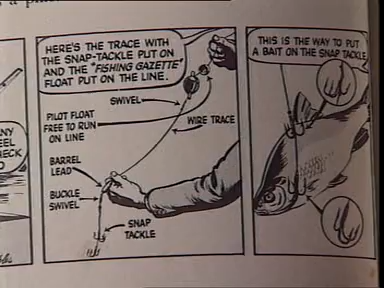 HERE'S THE TRACE WITH
THE SNAP-TACKLE PUT ON
AND THE "FISHING GAZETTE"
FLOAT PUT ON THE LINE.
SWIVEL
PILOT FLOAT
FREE TO RUN
ON LINE
WIRE TRACE
BARREL
LEAD
BUCKLE
SWIVEL
SNAP
TACKLE
THIS IS THE WAY TO PUT
A BAIT ON THE SNAP TACKLE